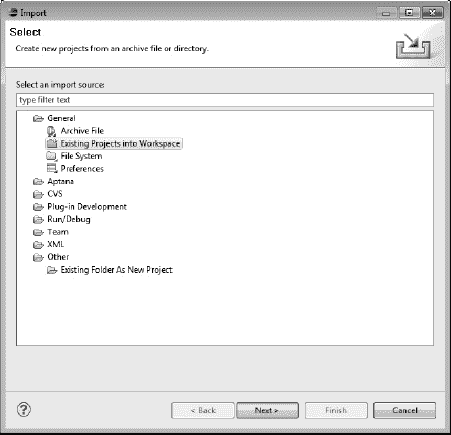 Import
Select
Create new projects from an archive file or directory.
Select an import source:
type filter text
General
Archive File
Existing Projects into Workspace
File System
Preferences
Aptana
CVS
Plug-in Development
Run/Debug
Team
XML
Other
Existing Folder As New Project
?
< Back
Next >
Finish
Cancel